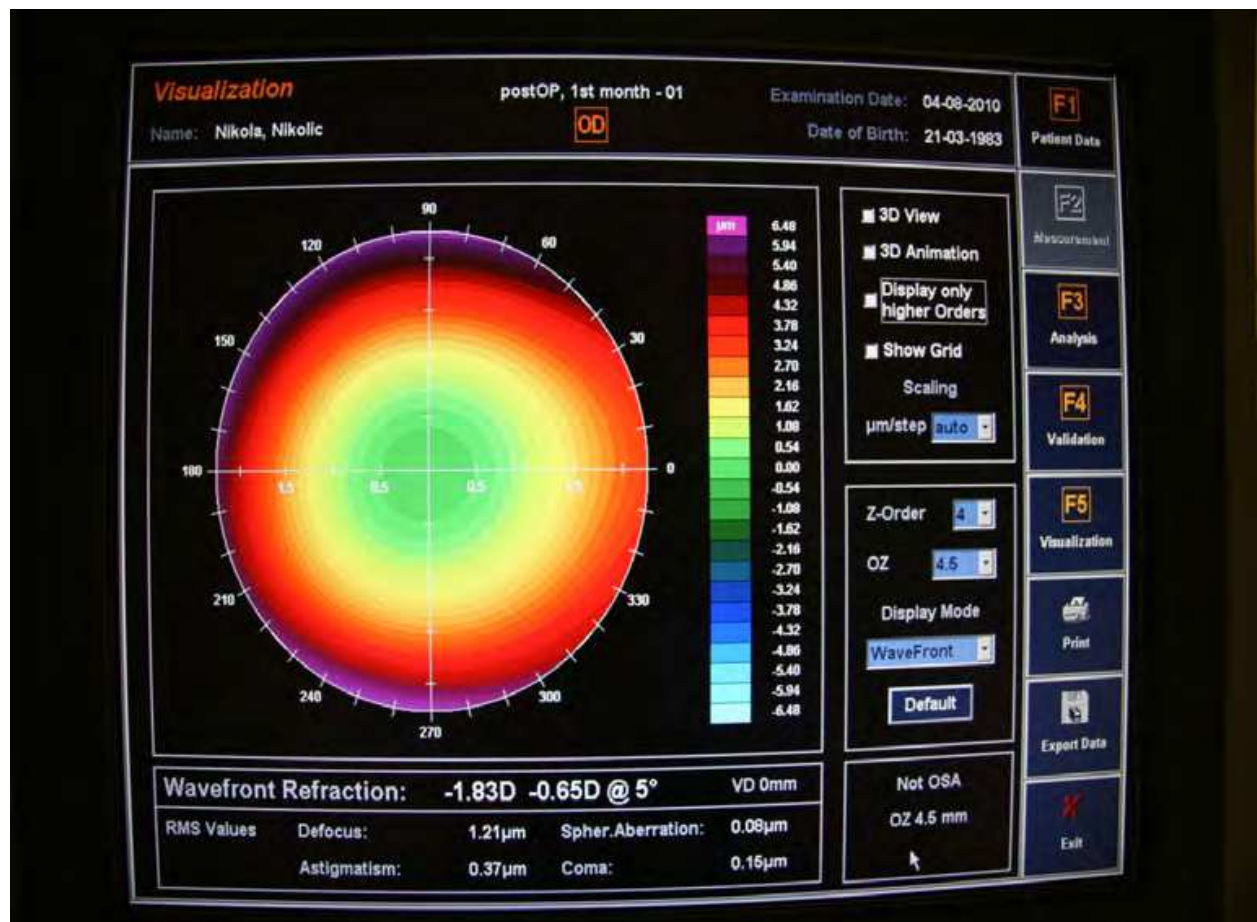 Visualization
postOP, 1st month - 01
Examination Date: 04-08-2010
Name: Nikola, Nikolic
OD
Date of Birth: 21-03-1983
F1
Patient Data
F2
Measurement
F3
Analysis
F4
Validation
F5
Visualization
Print
Export Data
Exit
90
60
30
0
330
300
270
240
210
180
150
120
1.5
0.5
0.5
1.5
µm
6.48
5.94
5.40
4.86
4.32
3.78
3.24
2.70
2.16
1.62
1.08
0.54
0.00
-0.54
-1.08
-1.62
-2.16
-2.70
-3.24
-3.78
-4.32
-4.86
-5.40
-5.94
-6.48
3D View
3D Animation
Display only
higher Orders
Show Grid
Scaling
µm/step auto
Z-Order 4
OZ 4.5
Display Mode
WaveFront
Default
Wavefront Refraction: -1.83D -0.65D @ 5° VD 0mm
RMS Values Defocus: 1.21µm Spher.Aberration: 0.08µm
Astigmatism: 0.37µm Coma: 0.15µm
Not OSA
OZ 4.5 mm